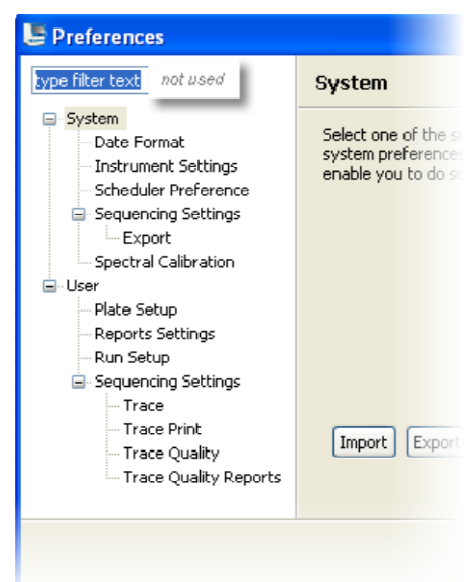 Preferences
type filter text not used
System
Date Format
Instrument Settings
Scheduler Preference
Sequencing Settings
Export
Spectral Calibration
User
Plate Setup
Reports Settings
Run Setup
Sequencing Settings
Trace
Trace Print
Trace Quality
Trace Quality Reports
System
Select one of the
system preferences
enable you to do
Import Export